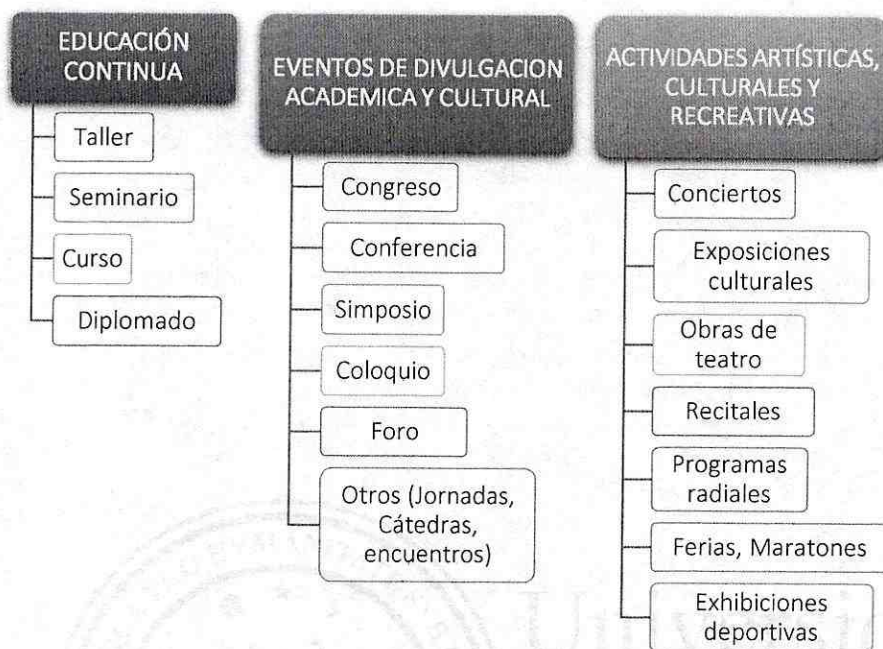 EDUCACIÓN
CONTINUA
Taller
Seminario
Curso
Diplomado
EVENTOS DE DIVULGACION
ACADEMICA Y CULTURAL
Congreso
Conferencia
Simposio
Coloquio
Foro
Otros (Jornadas,
Cátedras,
encuentros)
ACTIVIDADES ARTÍSTICAS,
CULTURALES Y
RECREATIVAS
Conciertos
Exposiciones
culturales
Obras de
teatro
Recitales
Programas
radiales
Ferias, Maratones
Exhibiciones
deportivas